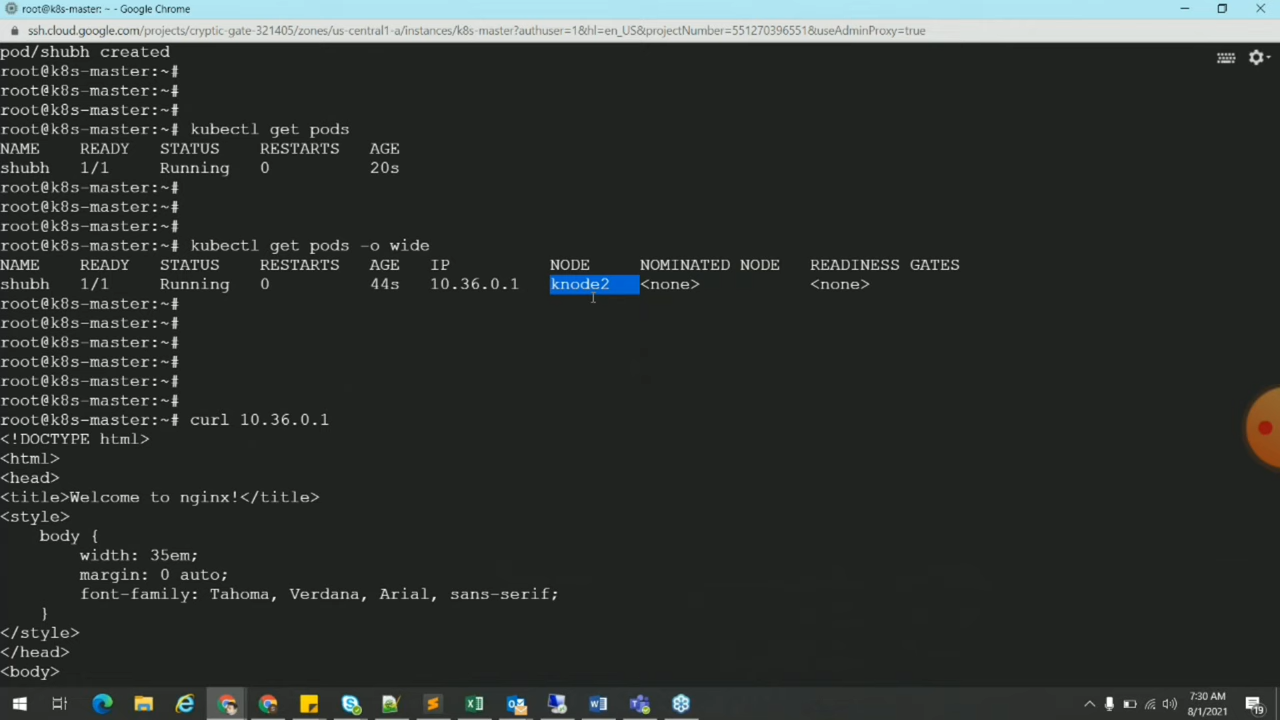 root@k8s-master: ~ - Google Chrome
ssh.cloud.google.com/projects/cryptic-gate-321405/zones/us-central1-a/instances/k8s-master?authuser=1&hl=en_US&projectNumber=551270396551&useAdminProxy=true
pod/shubh created
root@k8s-master:~#
root@k8s-master:~#
root@k8s-master:~#
root@k8s-master:~# kubectl get pods
NAME READY STATUS RESTARTS AGE
shubh 1/1 Running 0 20s
root@k8s-master:~#
root@k8s-master:~#
root@k8s-master:~#
root@k8s-master:~# kubectl get pods -o wide
NAME READY STATUS RESTARTS AGE IP NODE NOMINATED NODE READINESS GATES
shubh 1/1 Running 0 44s 10.36.0.1 knode2 <none> <none>
root@k8s-master:~#
root@k8s-master:~#
root@k8s-master:~#
root@k8s-master:~#
root@k8s-master:~#
root@k8s-master:~#
root@k8s-master:~# curl 10.36.0.1
<!DOCTYPE html>
<html>
<head>
<title>Welcome to nginx!</title>
<style>
    body {
        width: 35em;
        margin: 0 auto;
        font-family: Tahoma, Verdana, Arial, sans-serif;
    }
</style>
</head>
<body>
7:30 AM
8/1/2021
19